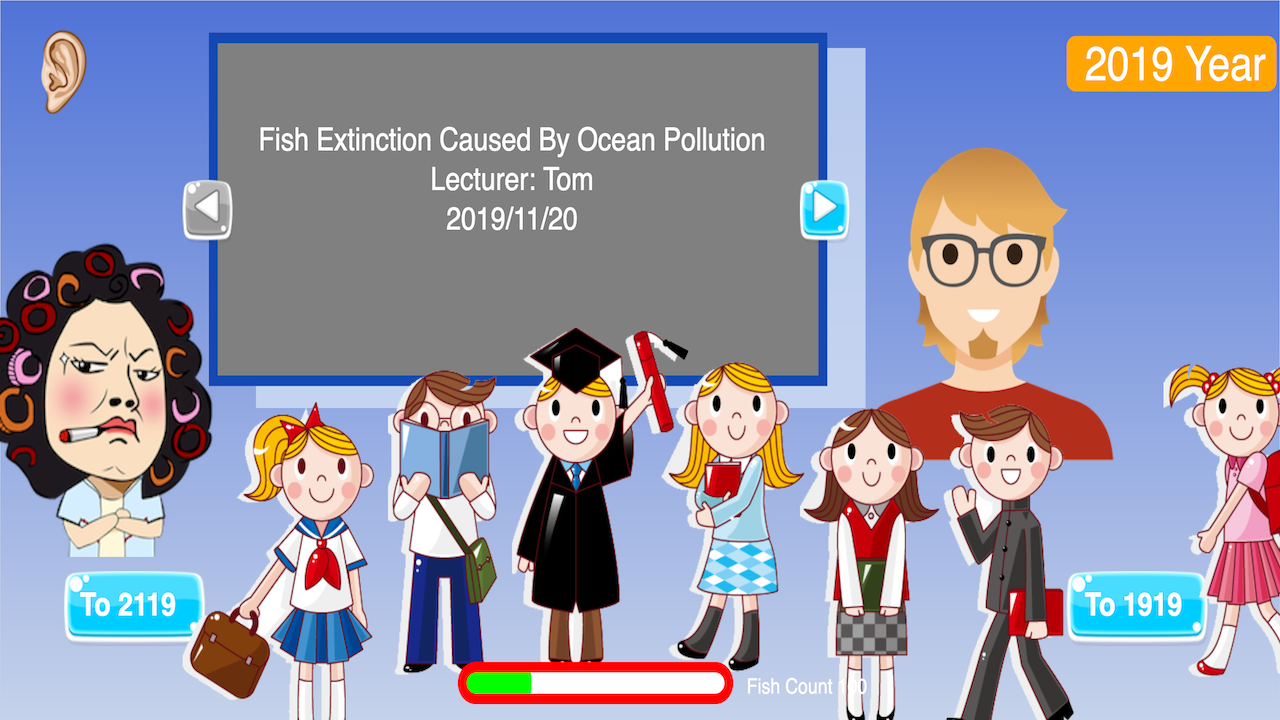 2019 Year
Fish Extinction Caused By Ocean Pollution
Lecturer: Tom
2019/11/20
To 2119
To 1919
Fish Count 100